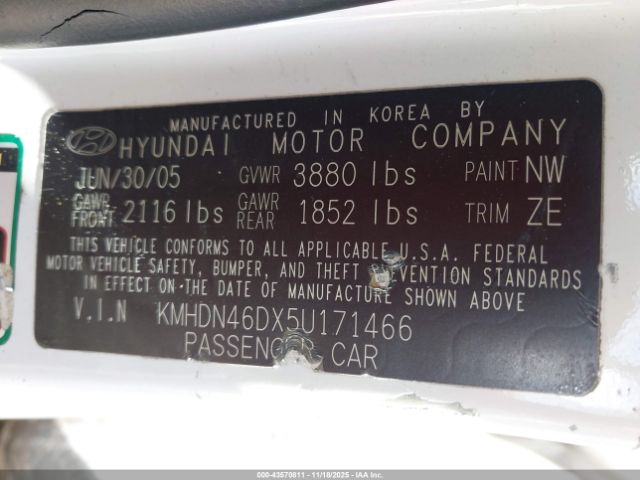 MANUFACTURED IN KOREA BY
HYUNDAI MOTOR COMPANY
JUN/30/05 GVWR 3880 lbs PAINT NW
GAWR FRONT 2116 lbs GAWR REAR 1852 lbs TRIM ZE
THIS VEHICLE CONFORMS TO ALL APPLICABLE U.S.A. FEDERAL
MOTOR VEHICLE SAFETY, BUMPER, AND THEFT PREVENTION STANDARDS
IN EFFECT ON THE DATE OF MANUFACTURE SHOWN ABOVE
V.I.N KMHDN46DX5U171466
PASSENGER CAR
000-43570811 - 11/18/2025 - IAAI.CA